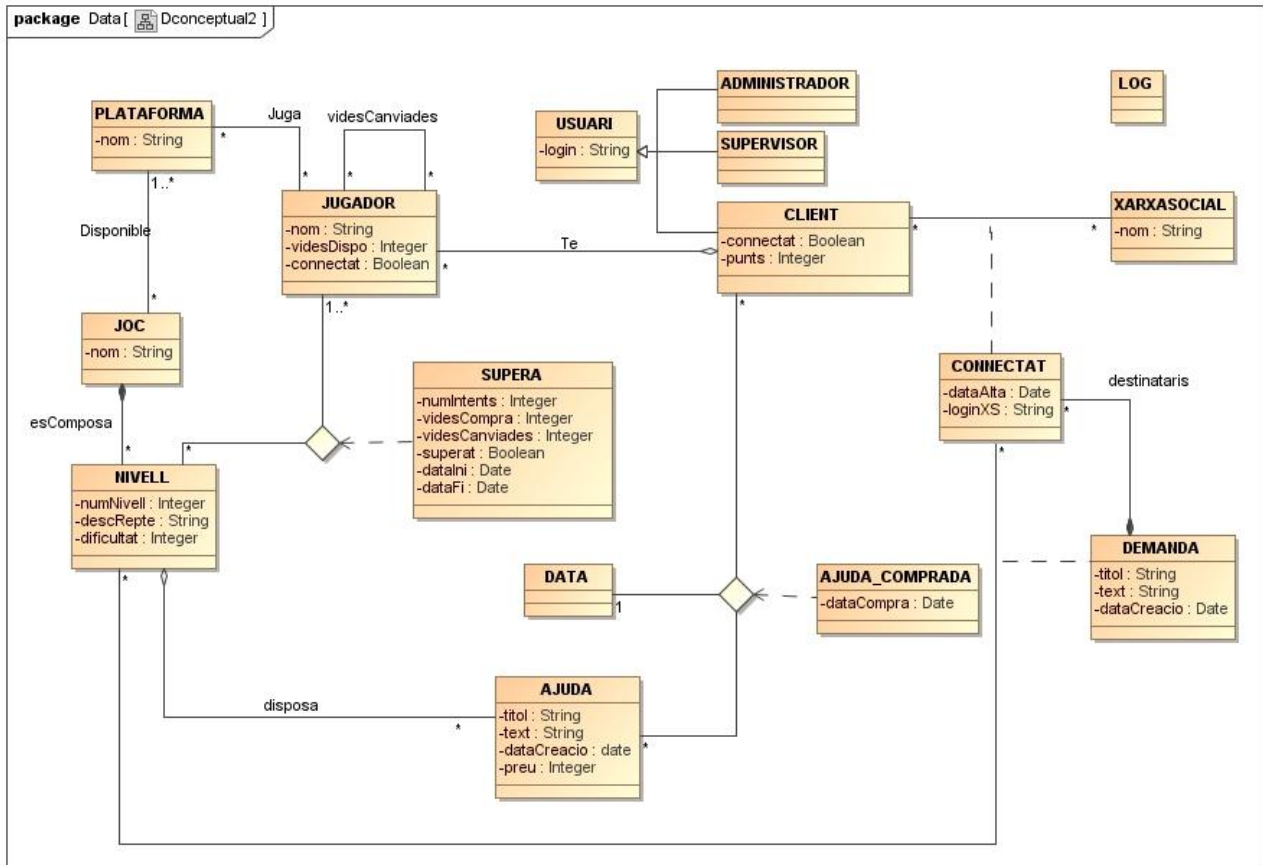 package Data [ Dconceptual2 ]
PLATAFORMA
-nom : String
Juga
*
*
videsCanviades
*
*
USUARI
-login : String
ADMINISTRADOR
SUPERVISOR
LOG
1..*
Disponible
*
JUGADOR
-nom : String
-videsDispo : Integer
-connectat : Boolean
*
Te
CLIENT
-connectat : Boolean
-punts : Integer
*
*
XARXASOCIAL
-nom : String
1..*
*
JOC
-nom : String
esComposa
*
*
SUPERA
-numIntents : Integer
-videsCompra : Integer
-videsCanviades : Integer
-superat : Boolean
-dataIni : Date
-dataFi : Date
CONNECTAT
-dataAlta : Date
-loginXS : String
*
*
destinataris
NIVELL
-numNivell : Integer
-descRepte : String
-dificultat : Integer
*
DATA
1
AJUDA_COMPRADA
-dataCompra : Date
DEMANDA
-titol : String
-text : String
-dataCreacio : Date
disposa
*
AJUDA
-titol : String
-text : String
-dataCreacio : date
-preu : Integer
*